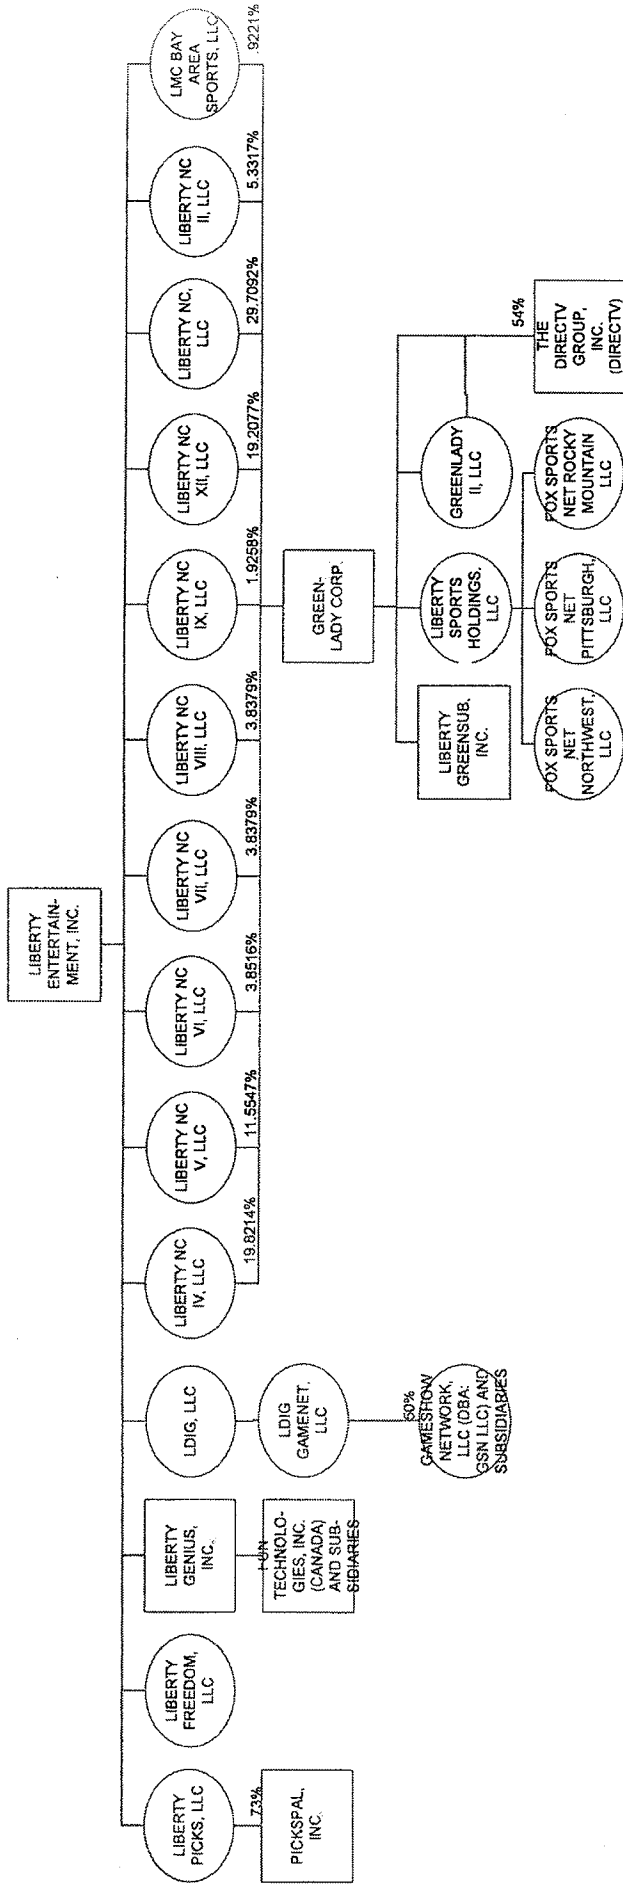 LIBERTY
ENTERTAIN-
MENT, INC.
LIBERTY
PICKS, LLC
LIBERTY
FREEDOM,
LLC
LIBERTY
GENIUS,
INC.
LDIG, LLC
LIBERTY NC
IV, LLC
LIBERTY NC
V, LLC
LIBERTY NC
VI, LLC
LIBERTY NC
VII, LLC
LIBERTY NC
VIII, LLC
LIBERTY NC
IX, LLC
LIBERTY NC
XII, LLC
LIBERTY NC,
LLC
LIBERTY NC
II, LLC
LMC BAY
AREA
SPORTS, LLC
73%
19.8214%
11.5547%
3.8516%
3.8379%
3.8379%
1.9258%
19.2077%
29.7092%
5.3317%
.9221%
PICKSPAL,
INC.
FUN
TECHNOLO-
GIES, INC.
(CANADA)
AND SUB-
SIDIARIES
LDIG
GAMENET,
LLC
GREEN-
LADY CORP.
50%
GAMESHOW
NETWORK,
LLC (DBA:
GSN LLC) AND
SUBSIDIARIES
LIBERTY
GREENSUB,
INC.
LIBERTY
SPORTS
HOLDINGS,
LLC
GREENLADY
II, LLC
54%
FOX SPORTS
NET
NORTHWEST,
LLC
FOX SPORTS
NET
PITTSBURGH,
LLC
FOX SPORTS
NET ROCKY
MOUNTAIN
LLC
THE
DIRECTV
GROUP,
INC.
(DIRECTV)